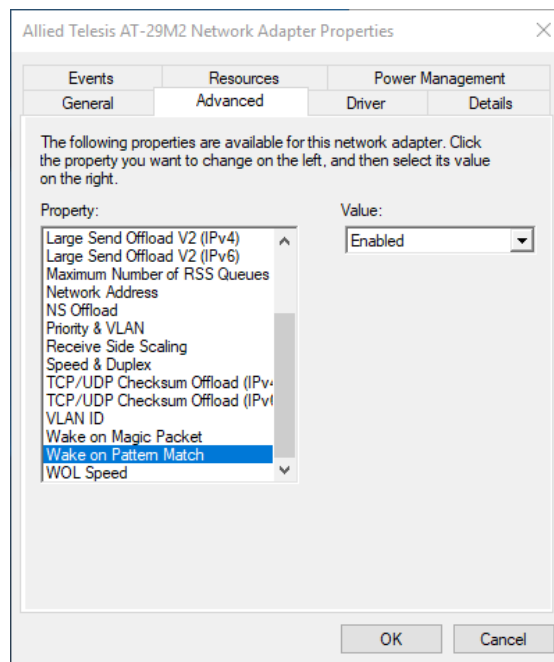 Allied Telesis AT-29M2 Network Adapter Properties
Events Resources Power Management
General Advanced Driver Details
The following properties are available for this network adapter. Click
the property you want to change on the left, and then select its value
on the right.
Property: Value:
Large Send Offload V2 (IPv4) Enabled
Large Send Offload V2 (IPv6)
Maximum Number of RSS Queues
Network Address
NS Offload
Priority & VLAN
Receive Side Scaling
Speed & Duplex
TCP/UDP Checksum Offload (IPv4
TCP/UDP Checksum Offload (IPv6
VLAN ID
Wake on Magic Packet
Wake on Pattern Match
WOL Speed
OK Cancel